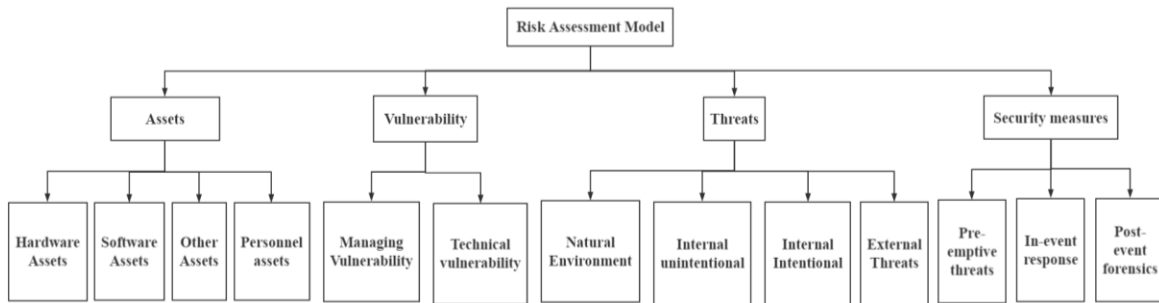 Risk Assessment Model
Assets
Vulnerability
Threats
Security measures
Hardware
Assets
Software
Assets
Other
Assets
Personnel
assets
Managing
Vulnerability
Technical
vulnerability
Natural
Environment
Internal
unintentional
Internal
Intentional
External
Threats
Pre-
emptive
threats
In-event
response
Post-
event
forensics